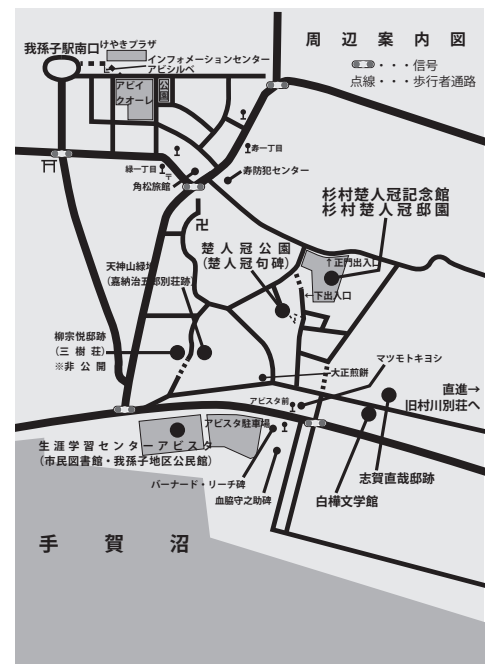 周辺案内図
・・・信号
点線・・・歩行者通路
我孫子駅南口
けやきプラザ
インフォメーションセンター
アビシルベ
アビイ
クオーレ
公園
寿一丁目
緑一丁目
〒
角松旅館
寿防犯センター
杉村楚人冠記念館
杉村楚人冠邸園
卍
楚人冠公園
(楚人冠句碑)
↑正門出入口
←下出入口
天神山緑地
(嘉納治五郎別荘跡)
柳宗悦邸跡
(三樹荘)
※非公開
マツモトキヨシ
大正煎餅
アビスタ前
直進→
旧村川別荘へ
アビスタ駐車場
生涯学習センターアビスタ
(市民図書館・我孫子地区公民館)
バーナード・リーチ碑
血脇守之助碑
志賀直哉邸跡
白樺文学館
手賀沼